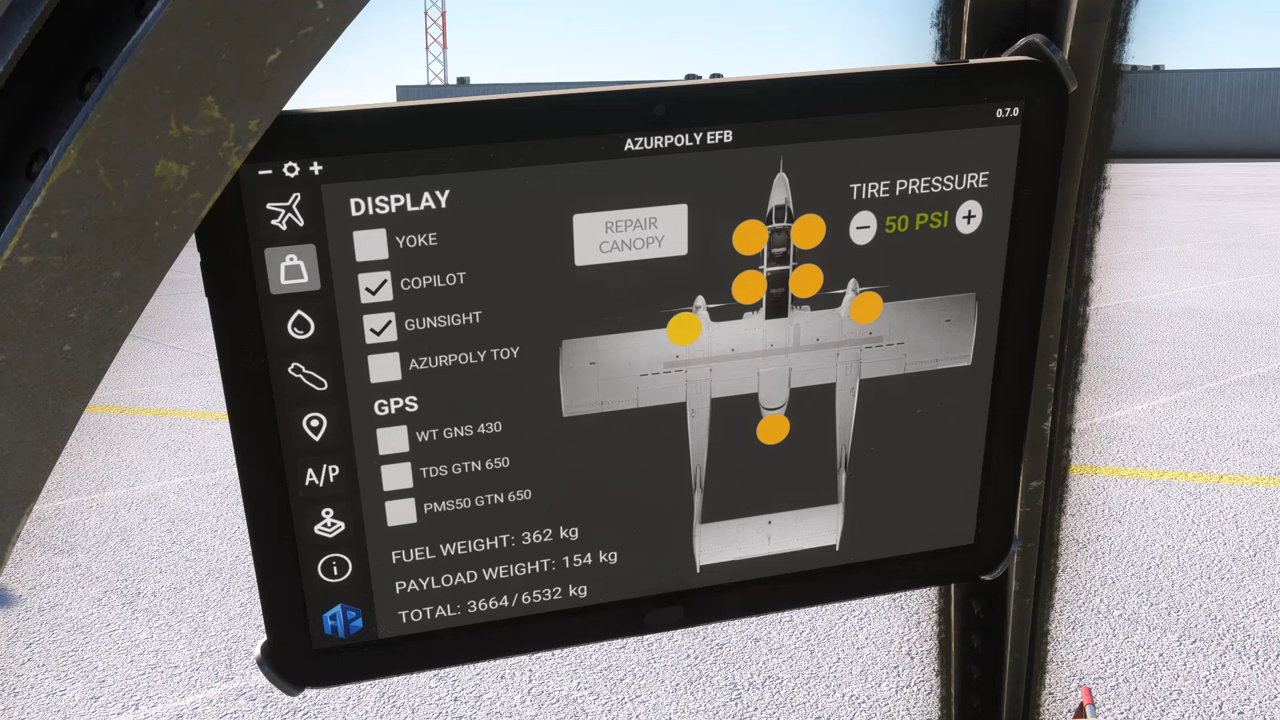 0.7.0
AZURPOLY EFB
DISPLAY
YOKE
COPILOT
GUNSIGHT
AZURPOLY TOY
GPS
WT GNS 430
TDS GTN 650
PMS50 GTN 650
FUEL WEIGHT: 362 kg
PAYLOAD WEIGHT: 154 kg
TOTAL: 3664/6532 kg
REPAIR
CANOPY
TIRE PRESSURE
50 PSI
A/P